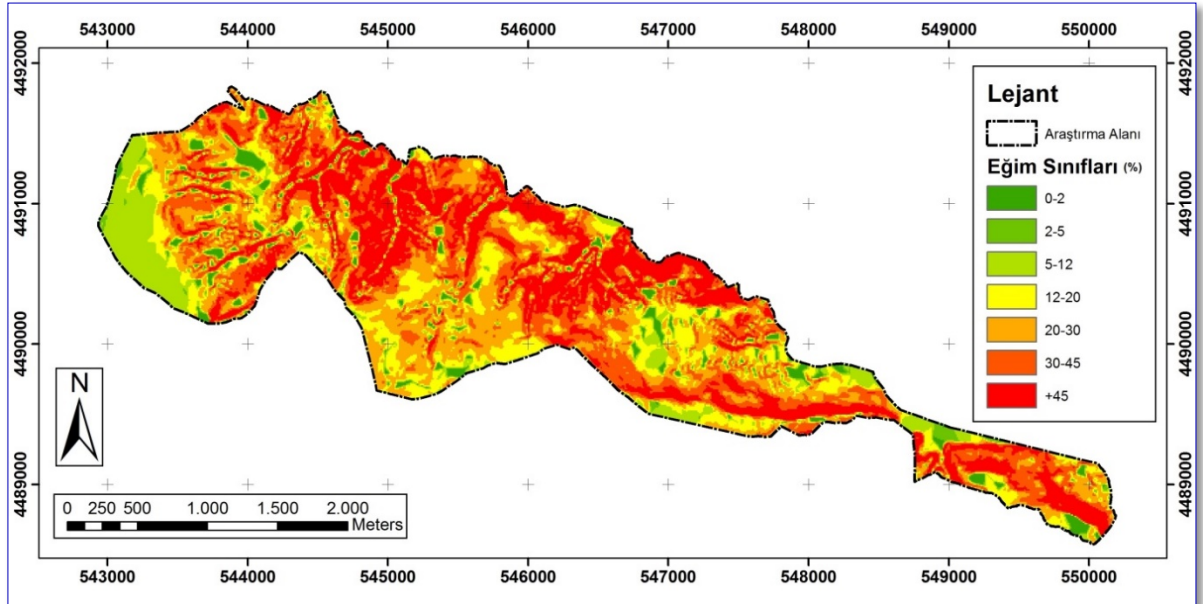 543000 544000 545000 546000 547000 548000 549000 550000
4492000 4492000
4491000 4491000
4490000 4490000
4489000 4489000
Lejant
Araştırma Alanı
Eğim Sınıfları (%)
0-2
2-5
5-12
12-20
20-30
30-45
+45
N
0 250 500 1.000 1.500 2.000
Meters
543000 544000 545000 546000 547000 548000 549000 550000